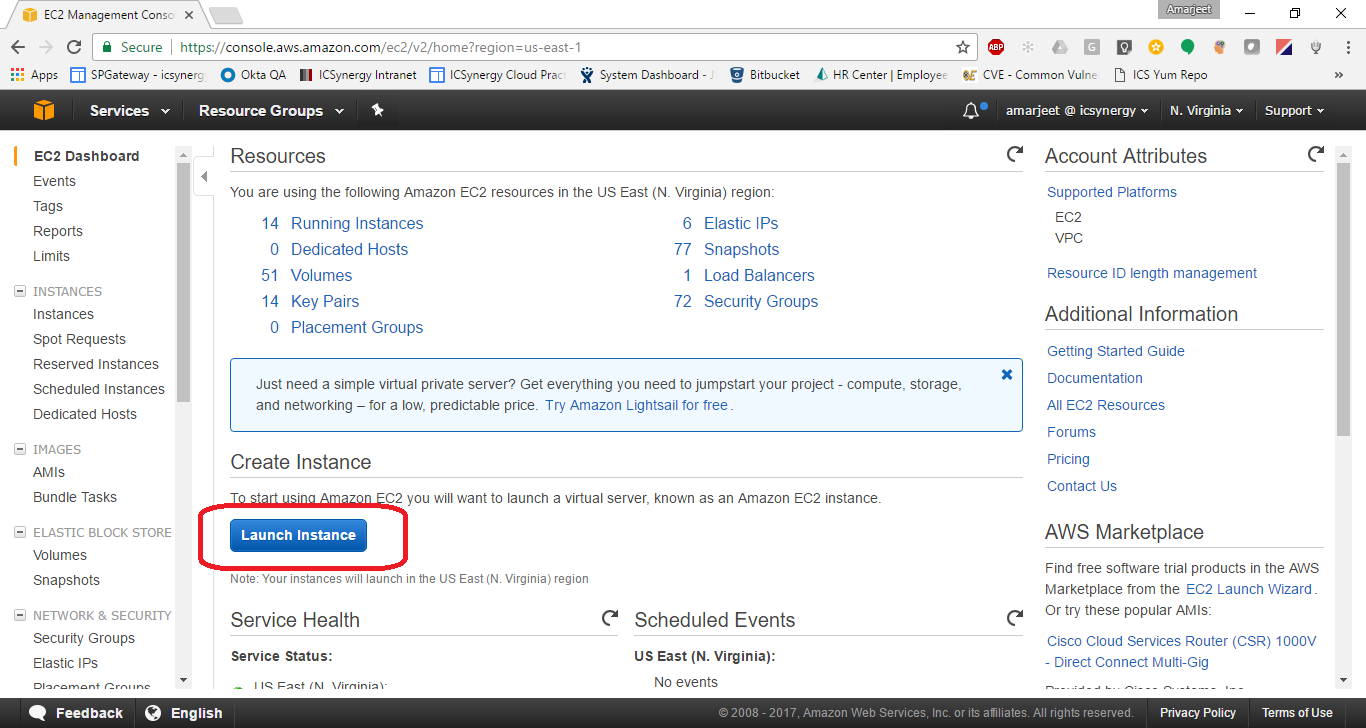 EC2 Management Conso
Amarjeet
Secure
https://console.aws.amazon.com/ec2/v2/home?region=us-east-1
ABP
G
Apps
SPGateway - icsynerg
Okta QA
ICSynergy Intranet
ICSynergy Cloud Prac
System Dashboard - J
Bitbucket
HR Center | Employee
CVE - Common Vulne
ICS Yum Repo
»
Services
Resource Groups
amarjeet @ icsynergy
N. Virginia
Support
EC2 Dashboard
Events
Tags
Reports
Limits
INSTANCES
Instances
Spot Requests
Reserved Instances
Scheduled Instances
Dedicated Hosts
IMAGES
AMIs
Bundle Tasks
ELASTIC BLOCK STORE
Volumes
Snapshots
NETWORK & SECURITY
Security Groups
Elastic IPs
Placement Groups
Resources
You are using the following Amazon EC2 resources in the US East (N. Virginia) region:
14 Running Instances
0 Dedicated Hosts
51 Volumes
14 Key Pairs
0 Placement Groups
6 Elastic IPs
77 Snapshots
1 Load Balancers
72 Security Groups
Just need a simple virtual private server? Get everything you need to jumpstart your project - compute, storage,
and networking – for a low, predictable price. Try Amazon Lightsail for free.
Create Instance
To start using Amazon EC2 you will want to launch a virtual server, known as an Amazon EC2 instance.
Launch Instance
Note: Your instances will launch in the US East (N. Virginia) region
Service Health
Service Status:
US East (N. Virginia):
Scheduled Events
US East (N. Virginia):
No events
Account Attributes
Supported Platforms
EC2
VPC
Resource ID length management
Additional Information
Getting Started Guide
Documentation
All EC2 Resources
Forums
Pricing
Contact Us
AWS Marketplace
Find free software trial products in the AWS
Marketplace from the EC2 Launch Wizard.
Or try these popular AMIs:
Cisco Cloud Services Router (CSR) 1000V
- Direct Connect Multi-Gig
Provided by Cisco Systems, Inc.
Feedback
English
© 2008 - 2017, Amazon Web Services, Inc. or its affiliates. All rights reserved.
Privacy Policy
Terms of Use